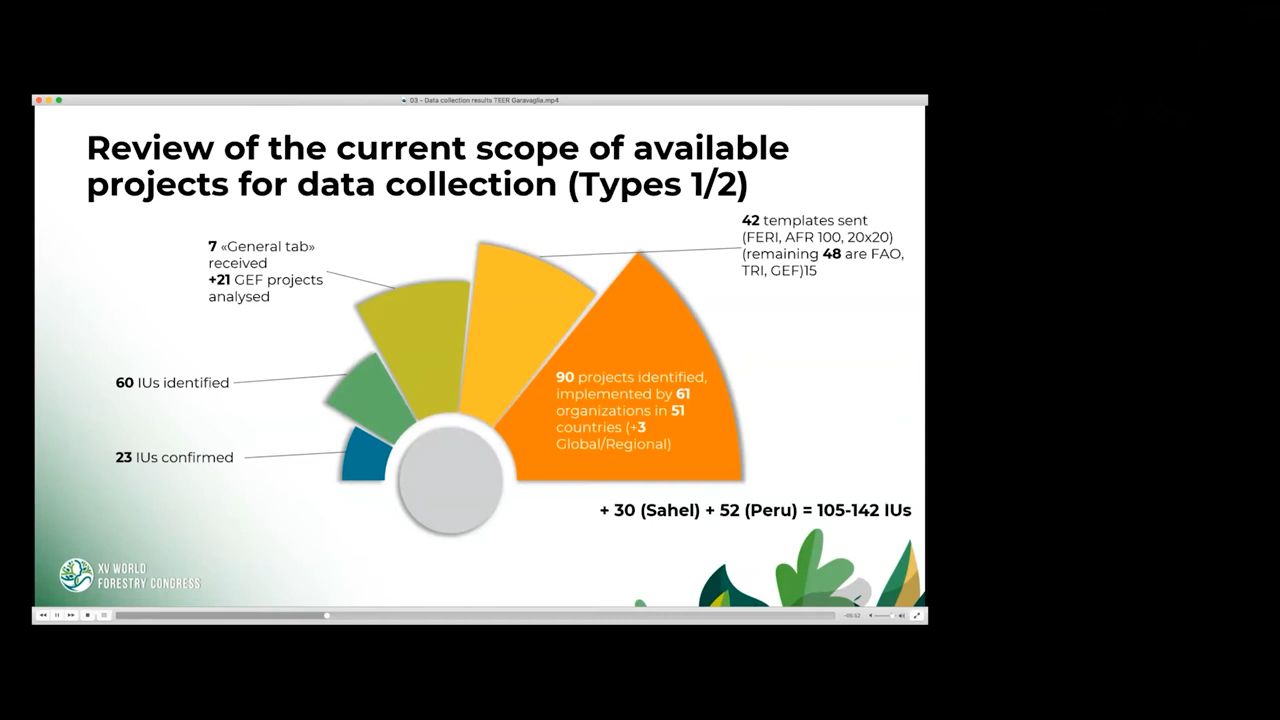 03 - Data collection results TEER Garavaglia.mp4
Review of the current scope of available
projects for data collection (Types 1/2)
42 templates sent
(FERI, AFR 100, 20x20)
(remaining 48 are FAO,
TRI, GEF)15
7 «General tab»
received
+21 GEF projects
analysed
60 IUs identified
90 projects identified,
implemented by 61
organizations in 51
countries (+3
Global/Regional)
23 IUs confirmed
+ 30 (Sahel) + 52 (Peru) = 105-142 IUs
XV WORLD
FORESTRY CONGRESS